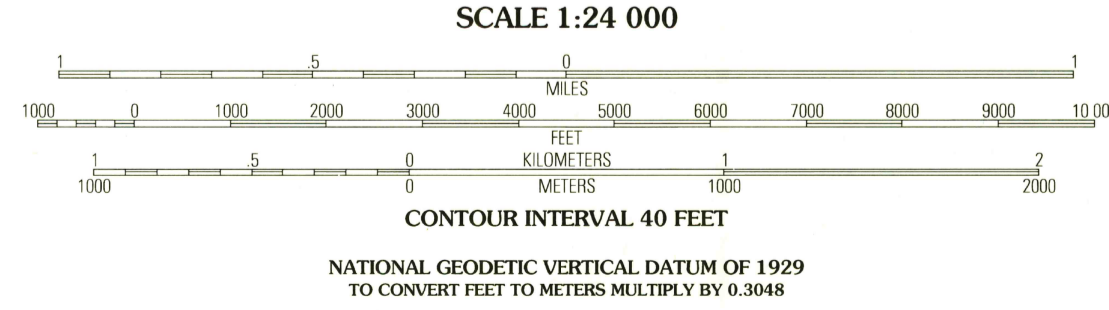 SCALE 1:24 000
1 .5 0 1
MILES
1000 0 1000 2000 3000 4000 5000 6000 7000 8000 9000 10 00
FEET
1 .5 0 KILOMETERS 1 2
1000 0 METERS 1000 2000
CONTOUR INTERVAL 40 FEET
NATIONAL GEODETIC VERTICAL DATUM OF 1929
TO CONVERT FEET TO METERS MULTIPLY BY 0.3048